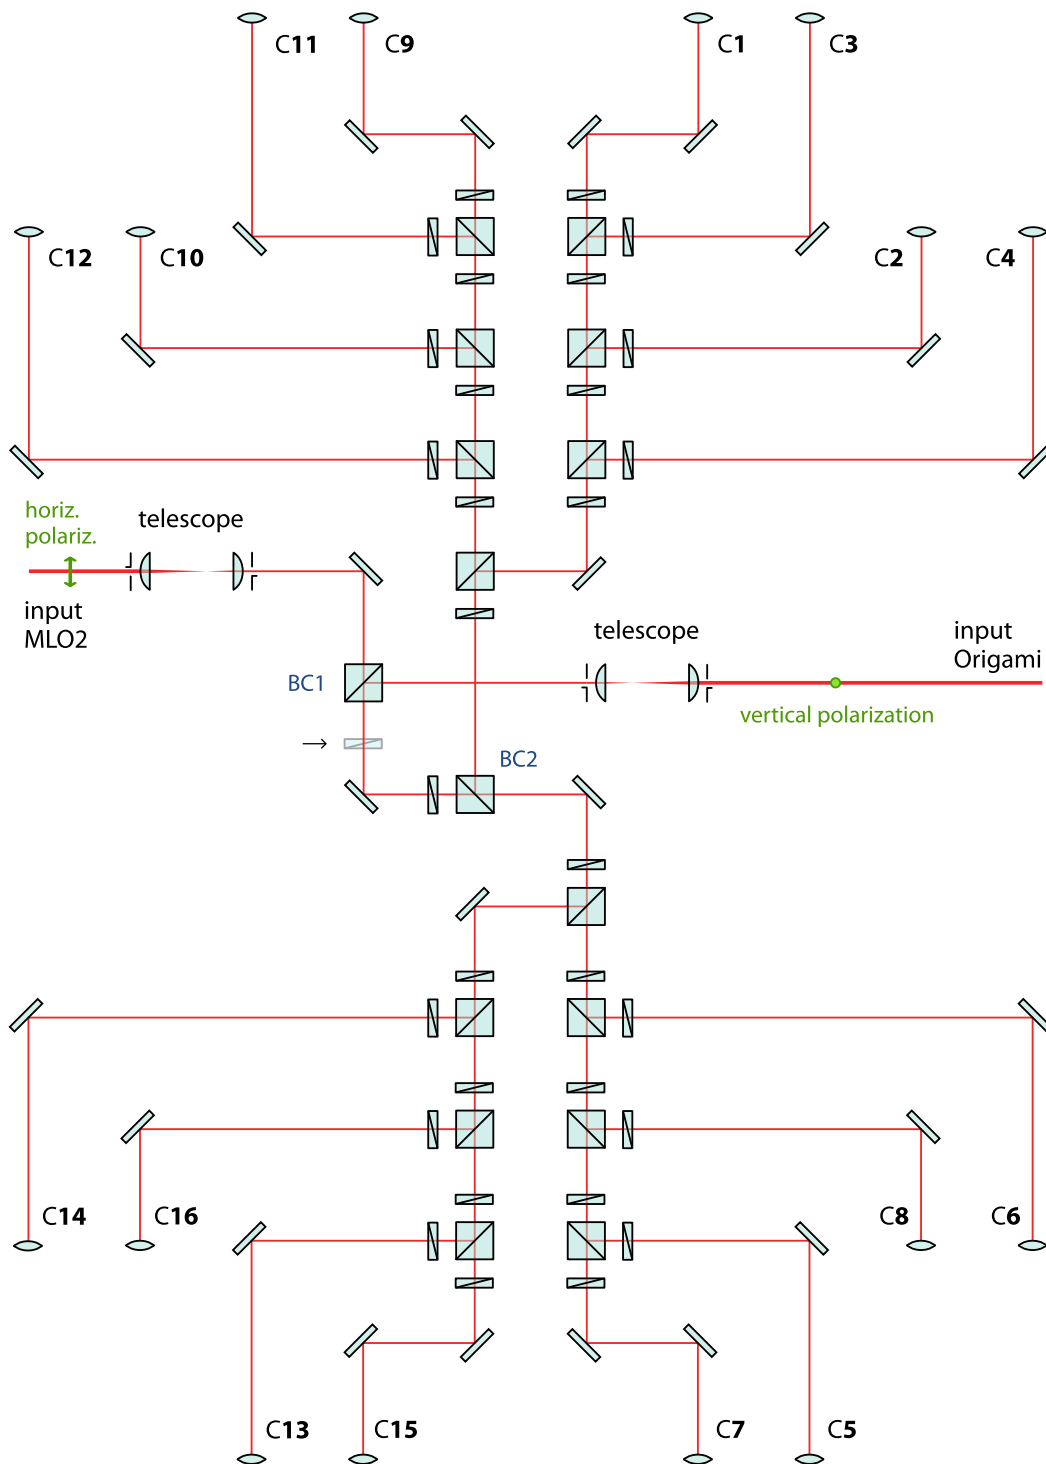 C11
C9
C1
C3
C12
C10
C2
C4
horiz.
polariz.
telescope
input
MLO2
telescope
input
Origami
BC1
vertical polarization
→
BC2
C14
C16
C8
C6
C13
C15
C7
C5